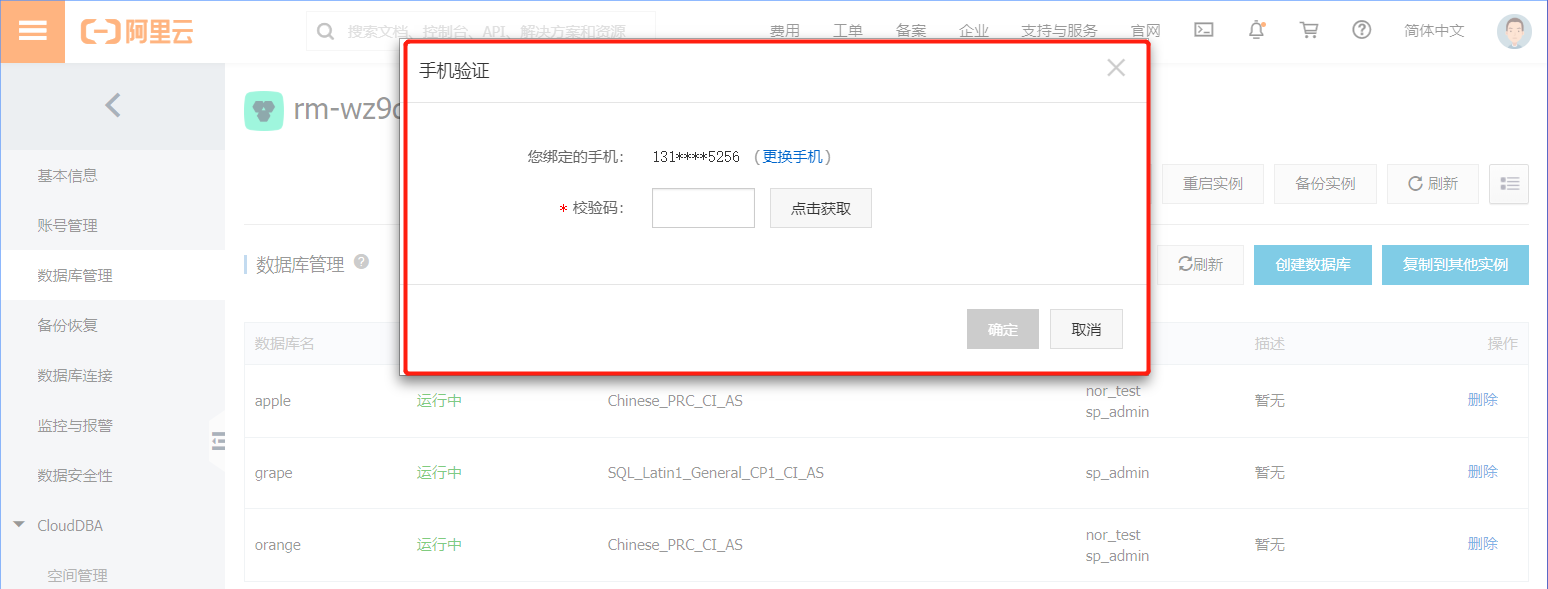 阿里云
搜索文档、控制台、API、解决方案和资源
费用 工单 备案 企业 支持与服务 官网 简体中文
手机验证
rm-wz9
您绑定的手机： 131****5256 （更换手机）
* 校验码： 点击获取
确定 取消
重启实例 备份实例 刷新
基本信息
账号管理
数据库管理
备份恢复
数据库连接
监控与报警
数据安全性
CloudDBA
空间管理
数据库管理 ?
刷新 创建数据库 复制到其他实例
数据库名 描述 操作
apple 运行中 Chinese_PRC_CI_AS nor_test 暂无 删除
sp_admin
grape 运行中 SQL_Latin1_General_CP1_CI_AS sp_admin 暂无 删除
orange 运行中 Chinese_PRC_CI_AS nor_test 暂无 删除
sp_admin